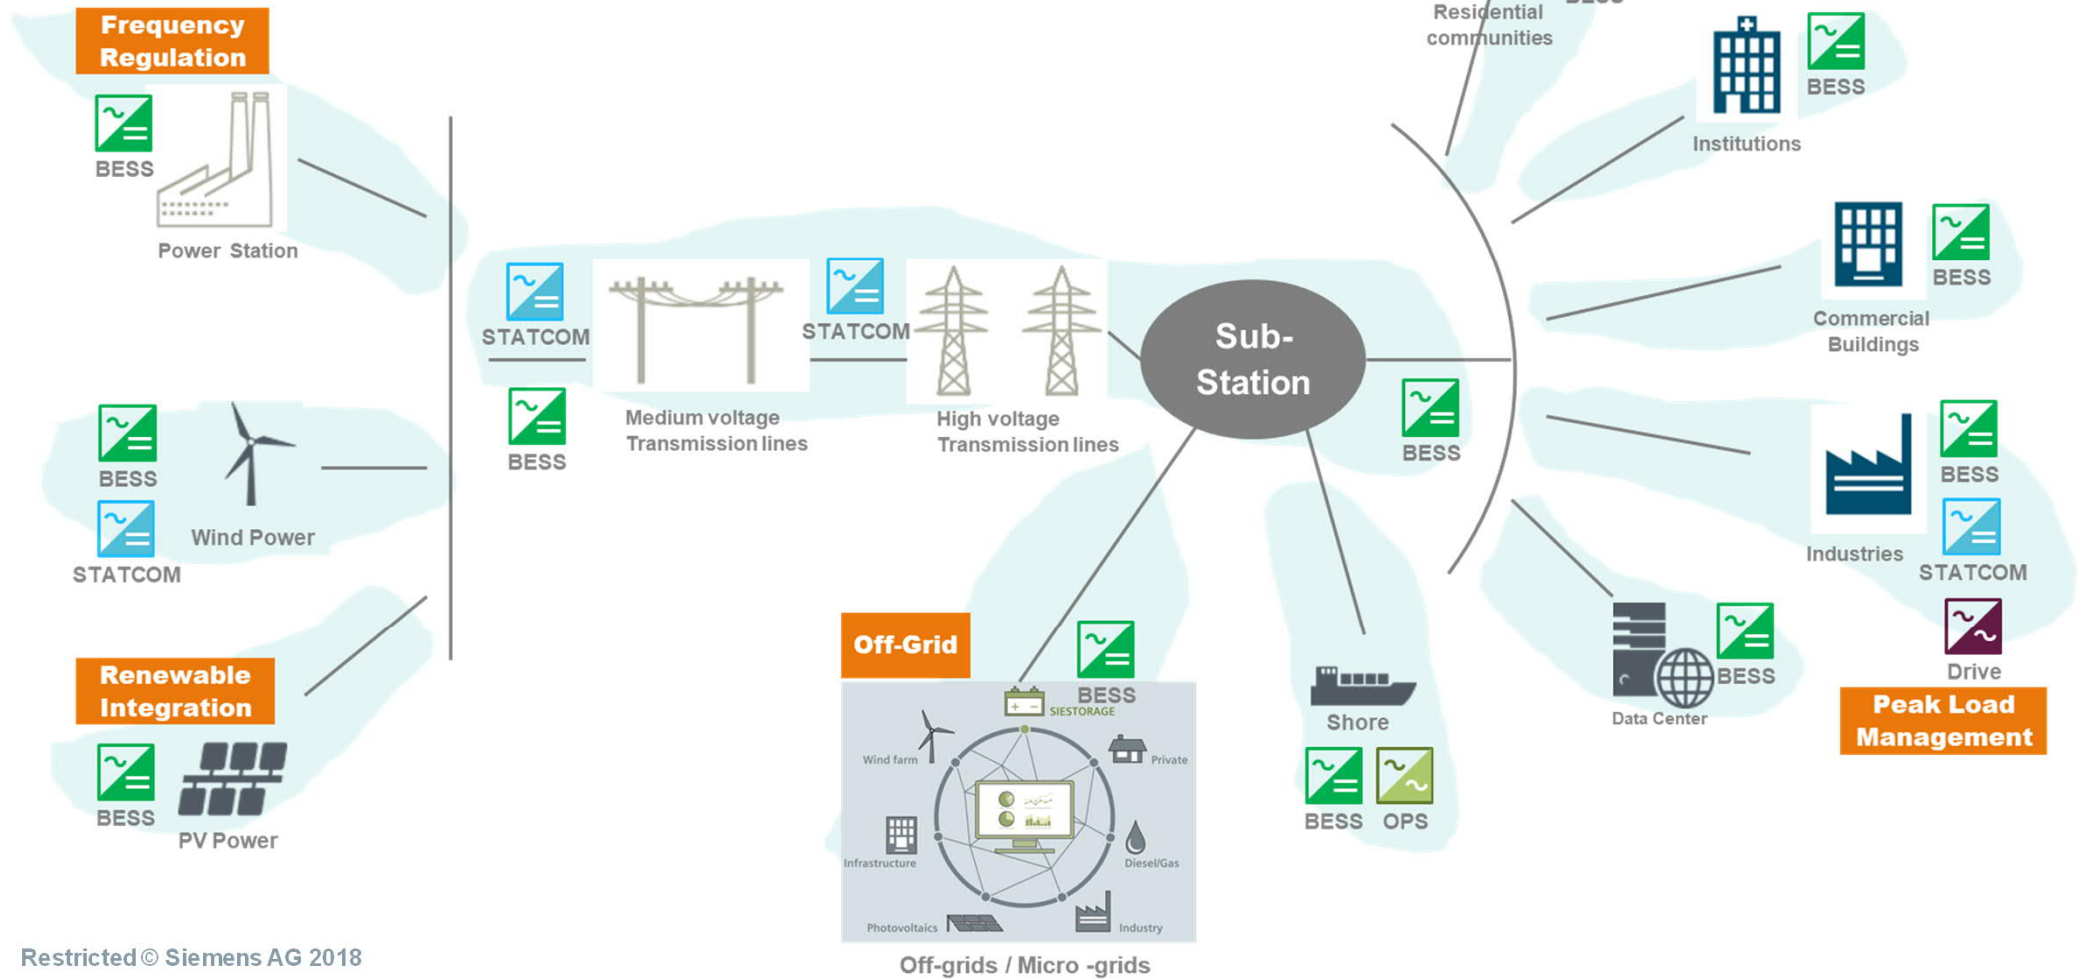 Frequency
Regulation
BESS
Power Station
BESS
STATCOM
Wind Power
Renewable
Integration
BESS
PV Power
STATCOM
BESS
Medium voltage
Transmission lines
STATCOM
High voltage
Transmission lines
Sub-
Station
BESS
Residential
communities
BESS
Institutions
BESS
Commercial
Buildings
BESS
Industries
BESS
STATCOM
Drive
Peak Load
Management
Data Center
BESS
Shore
BESS
OPS
Off-Grid
BESS
SIESTORAGE
Wind farm
Private
Infrastructure
Diesel/Gas
Photovoltaics
Industry
Off-grids / Micro -grids
Restricted © Siemens AG 2018